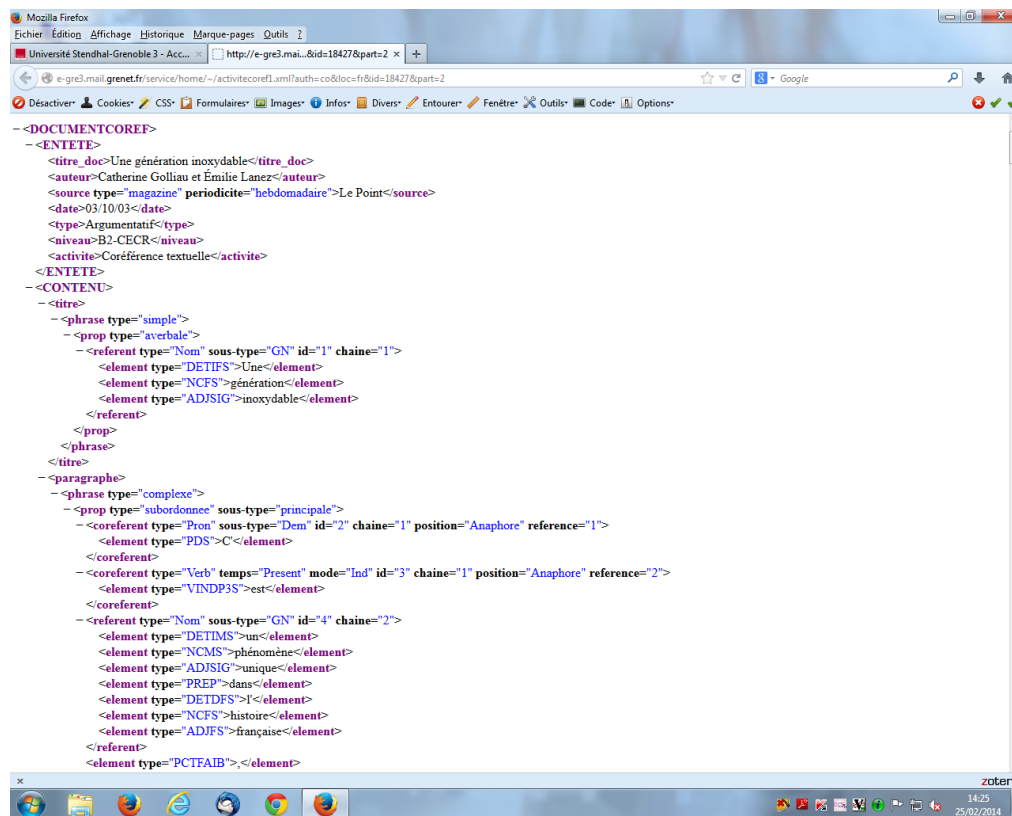 Mozilla Firefox
Fichier Édition Affichage Historique Marque-pages Outils ?
Université Stendhal-Grenoble 3 - Acc... × http://e-gre3.mai...&id=18427&part=2 × +
e-gre3.mail.grenet.fr/service/home/~/activitecoref1.xml?auth=co&loc=fr&id=18427&part=2 Google
Désactiver Cookies CSS Formulaires Images Infos Divers Entourer Fenêtre Outils Code Options
-<DOCUMENTCOREF>
-<ENTETE>
<titre_doc>Une génération inoxydable</titre_doc>
<auteur>Catherine Golliau et Émilie Lanez</auteur>
<source type="magazine" periodicite="hebdomadaire">Le Point</source>
<date>03/10/03</date>
<type>Argumentatif</type>
<niveau>B2-CECR</niveau>
<activite>Coréférence textuelle</activite>
</ENTETE>
-<CONTENU>
-<titre>
-<phrase type="simple">
-<prop type="averbale">
-<referent type="Nom" sous-type="GN" id="1" chaine="1">
<element type="DETIFS">Une</element>
<element type="NCFS">génération</element>
<element type="ADJSIG">inoxydable</element>
</referent>
</prop>
</phrase>
</titre>
-<paragraphe>
-<phrase type="complexe">
-<prop type="subordonnee" sous-type="principale">
-<coreferent type="Pron" sous-type="Dem" id="2" chaine="1" position="Anaphore" reference="1">
<element type="PDS">C'</element>
</coreferent>
-<coreferent type="Verb" temps="Present" mode="Ind" id="3" chaine="1" position="Anaphore" reference="2">
<element type="VINDP3S">est</element>
</coreferent>
-<referent type="Nom" sous-type="GN" id="4" chaine="2">
<element type="DETIMS">un</element>
<element type="NCMS">phénomène</element>
<element type="ADJSIG">unique</element>
<element type="PREP">dans</element>
<element type="DETDFS">l'</element>
<element type="NCFS">histoire</element>
<element type="ADJFS">française</element>
</referent>
<element type="PCTFAIB">,</element>
× zoter
14:25
25/02/2014